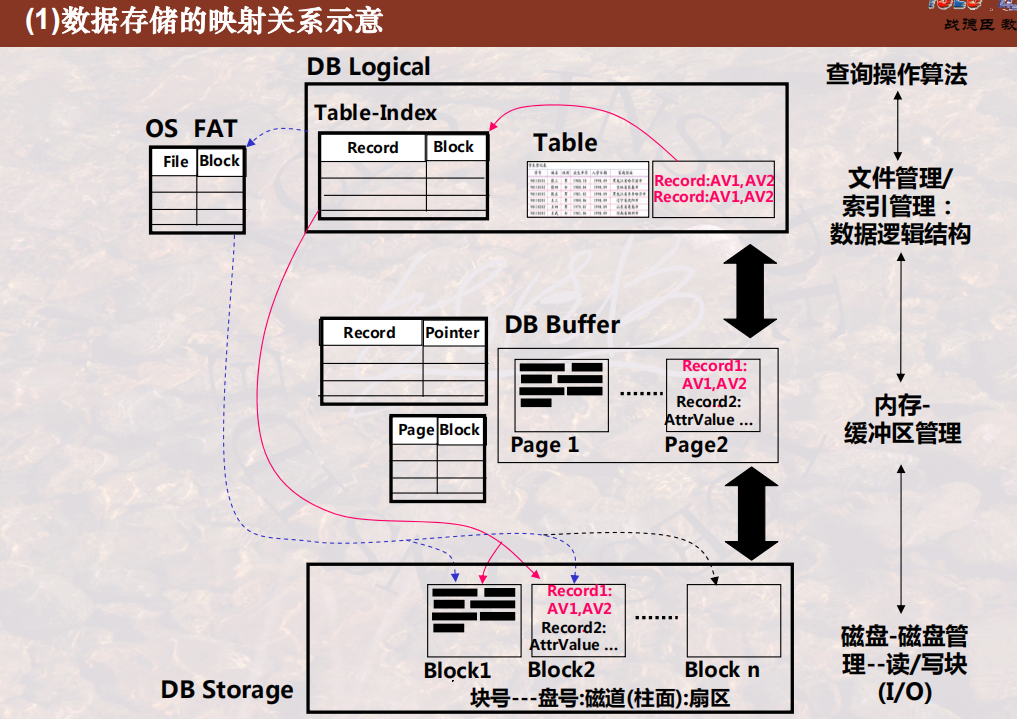 (1)数据存储的映射关系示意
战德臣 教
DB Logical
查询操作算法
Table-Index
OS FAT
Record Block
Table
File Block
Record:AV1,AV2
Record:AV1,AV2
文件管理/
索引管理：
数据逻辑结构
DB Buffer
Record Pointer
Record1:
AV1,AV2
Record2:
AttrValue ...
Page 1
Page2
内存-
缓冲区管理
Page Block
Record1:
AV1,AV2
Record2:
AttrValue ...
Block1
Block2
Block n
磁盘-磁盘管
理--读/写块
(I/O)
DB Storage
块号---盘号:磁道(柱面):扇区